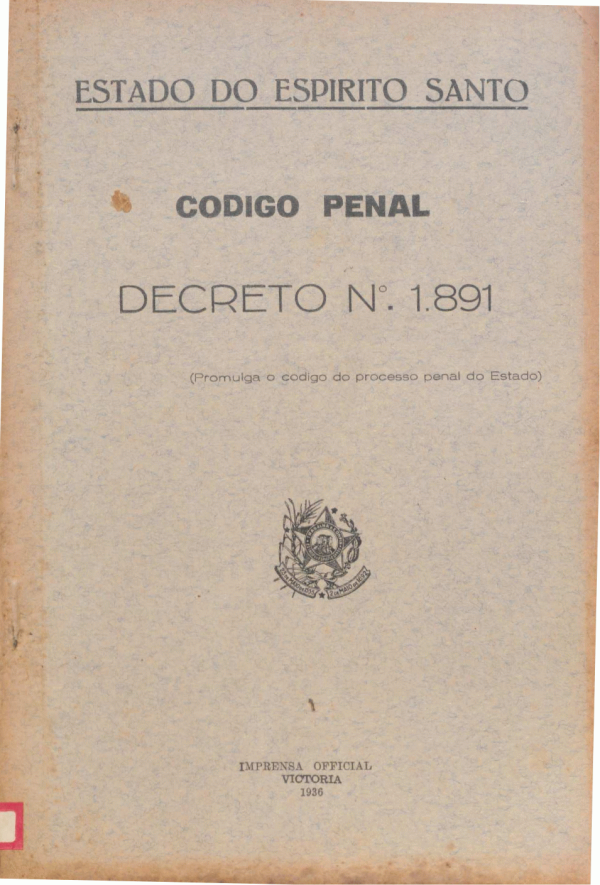 ESTADO DO ESPIRITO SANTO
CODIGO PENAL
DECRETO Nº. 1.891
(Promulga o codigo do processo penal do Estado)
IMPRENSA OFFICIAL
VICTORIA
1936